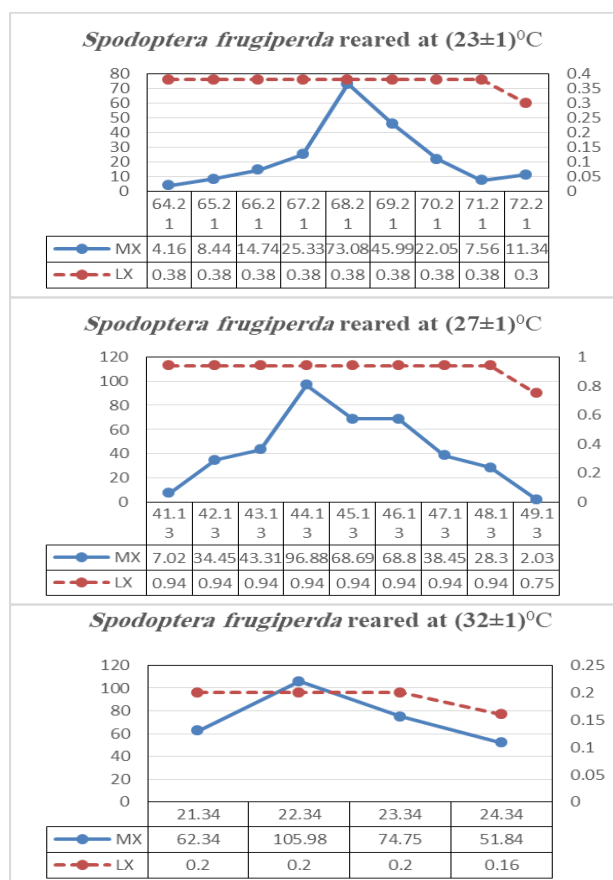 Spodoptera frugiperda reared at (23±1)⁰C
80 0.4
70 0.35
60 0.3
50 0.25
40 0.2
30 0.15
20 0.1
10 0.05
0 0
64.2 65.2 66.2 67.2 68.2 69.2 70.2 71.2 72.2
1 1 1 1 1 1 1 1 1
MX 4.16 8.44 14.74 25.33 73.08 45.99 22.05 7.56 11.34
LX 0.38 0.38 0.38 0.38 0.38 0.38 0.38 0.38 0.3
Spodoptera frugiperda reared at (27±1)⁰C
120 1
100 0.8
80 0.6
60
40 0.4
20 0.2
0 0
41.1 42.1 43.1 44.1 45.1 46.1 47.1 48.1 49.1
3 3 3 3 3 3 3 3 3
MX 7.02 34.45 43.31 96.88 68.69 68.8 38.45 28.3 2.03
LX 0.94 0.94 0.94 0.94 0.94 0.94 0.94 0.94 0.75
Spodoptera frugiperda reared at (32±1)⁰C
120 0.25
100 0.2
80 0.15
60
40 0.1
20 0.05
0 0
21.34 22.34 23.34 24.34
MX 62.34 105.98 74.75 51.84
LX 0.2 0.2 0.2 0.16